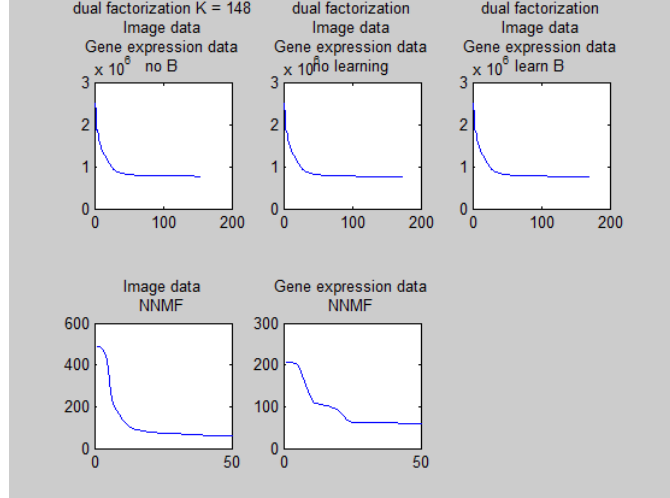 dual factorization K = 148
Image data
Gene expression data
x 10^6 no B
3
2
1
0
0 100 200
dual factorization
Image data
Gene expression data
x 10^6 no learning
3
2
1
0
0 100 200
dual factorization
Image data
Gene expression data
x 10^6 learn B
3
2
1
0
0 100 200
Image data
NNMF
600
400
200
0
0 50
Gene expression data
NNMF
300
200
100
0
0 50